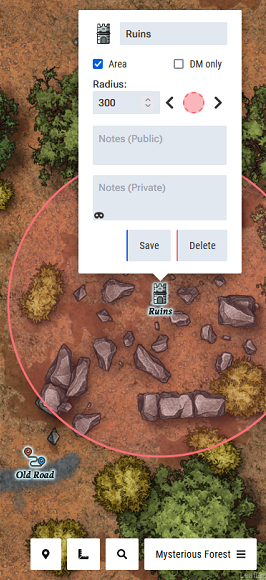 Ruins
Area
DM only
Radius:
300
Notes (Public)
Notes (Private)
Save
Delete
Ruins
Old Road
Mysterious Forest